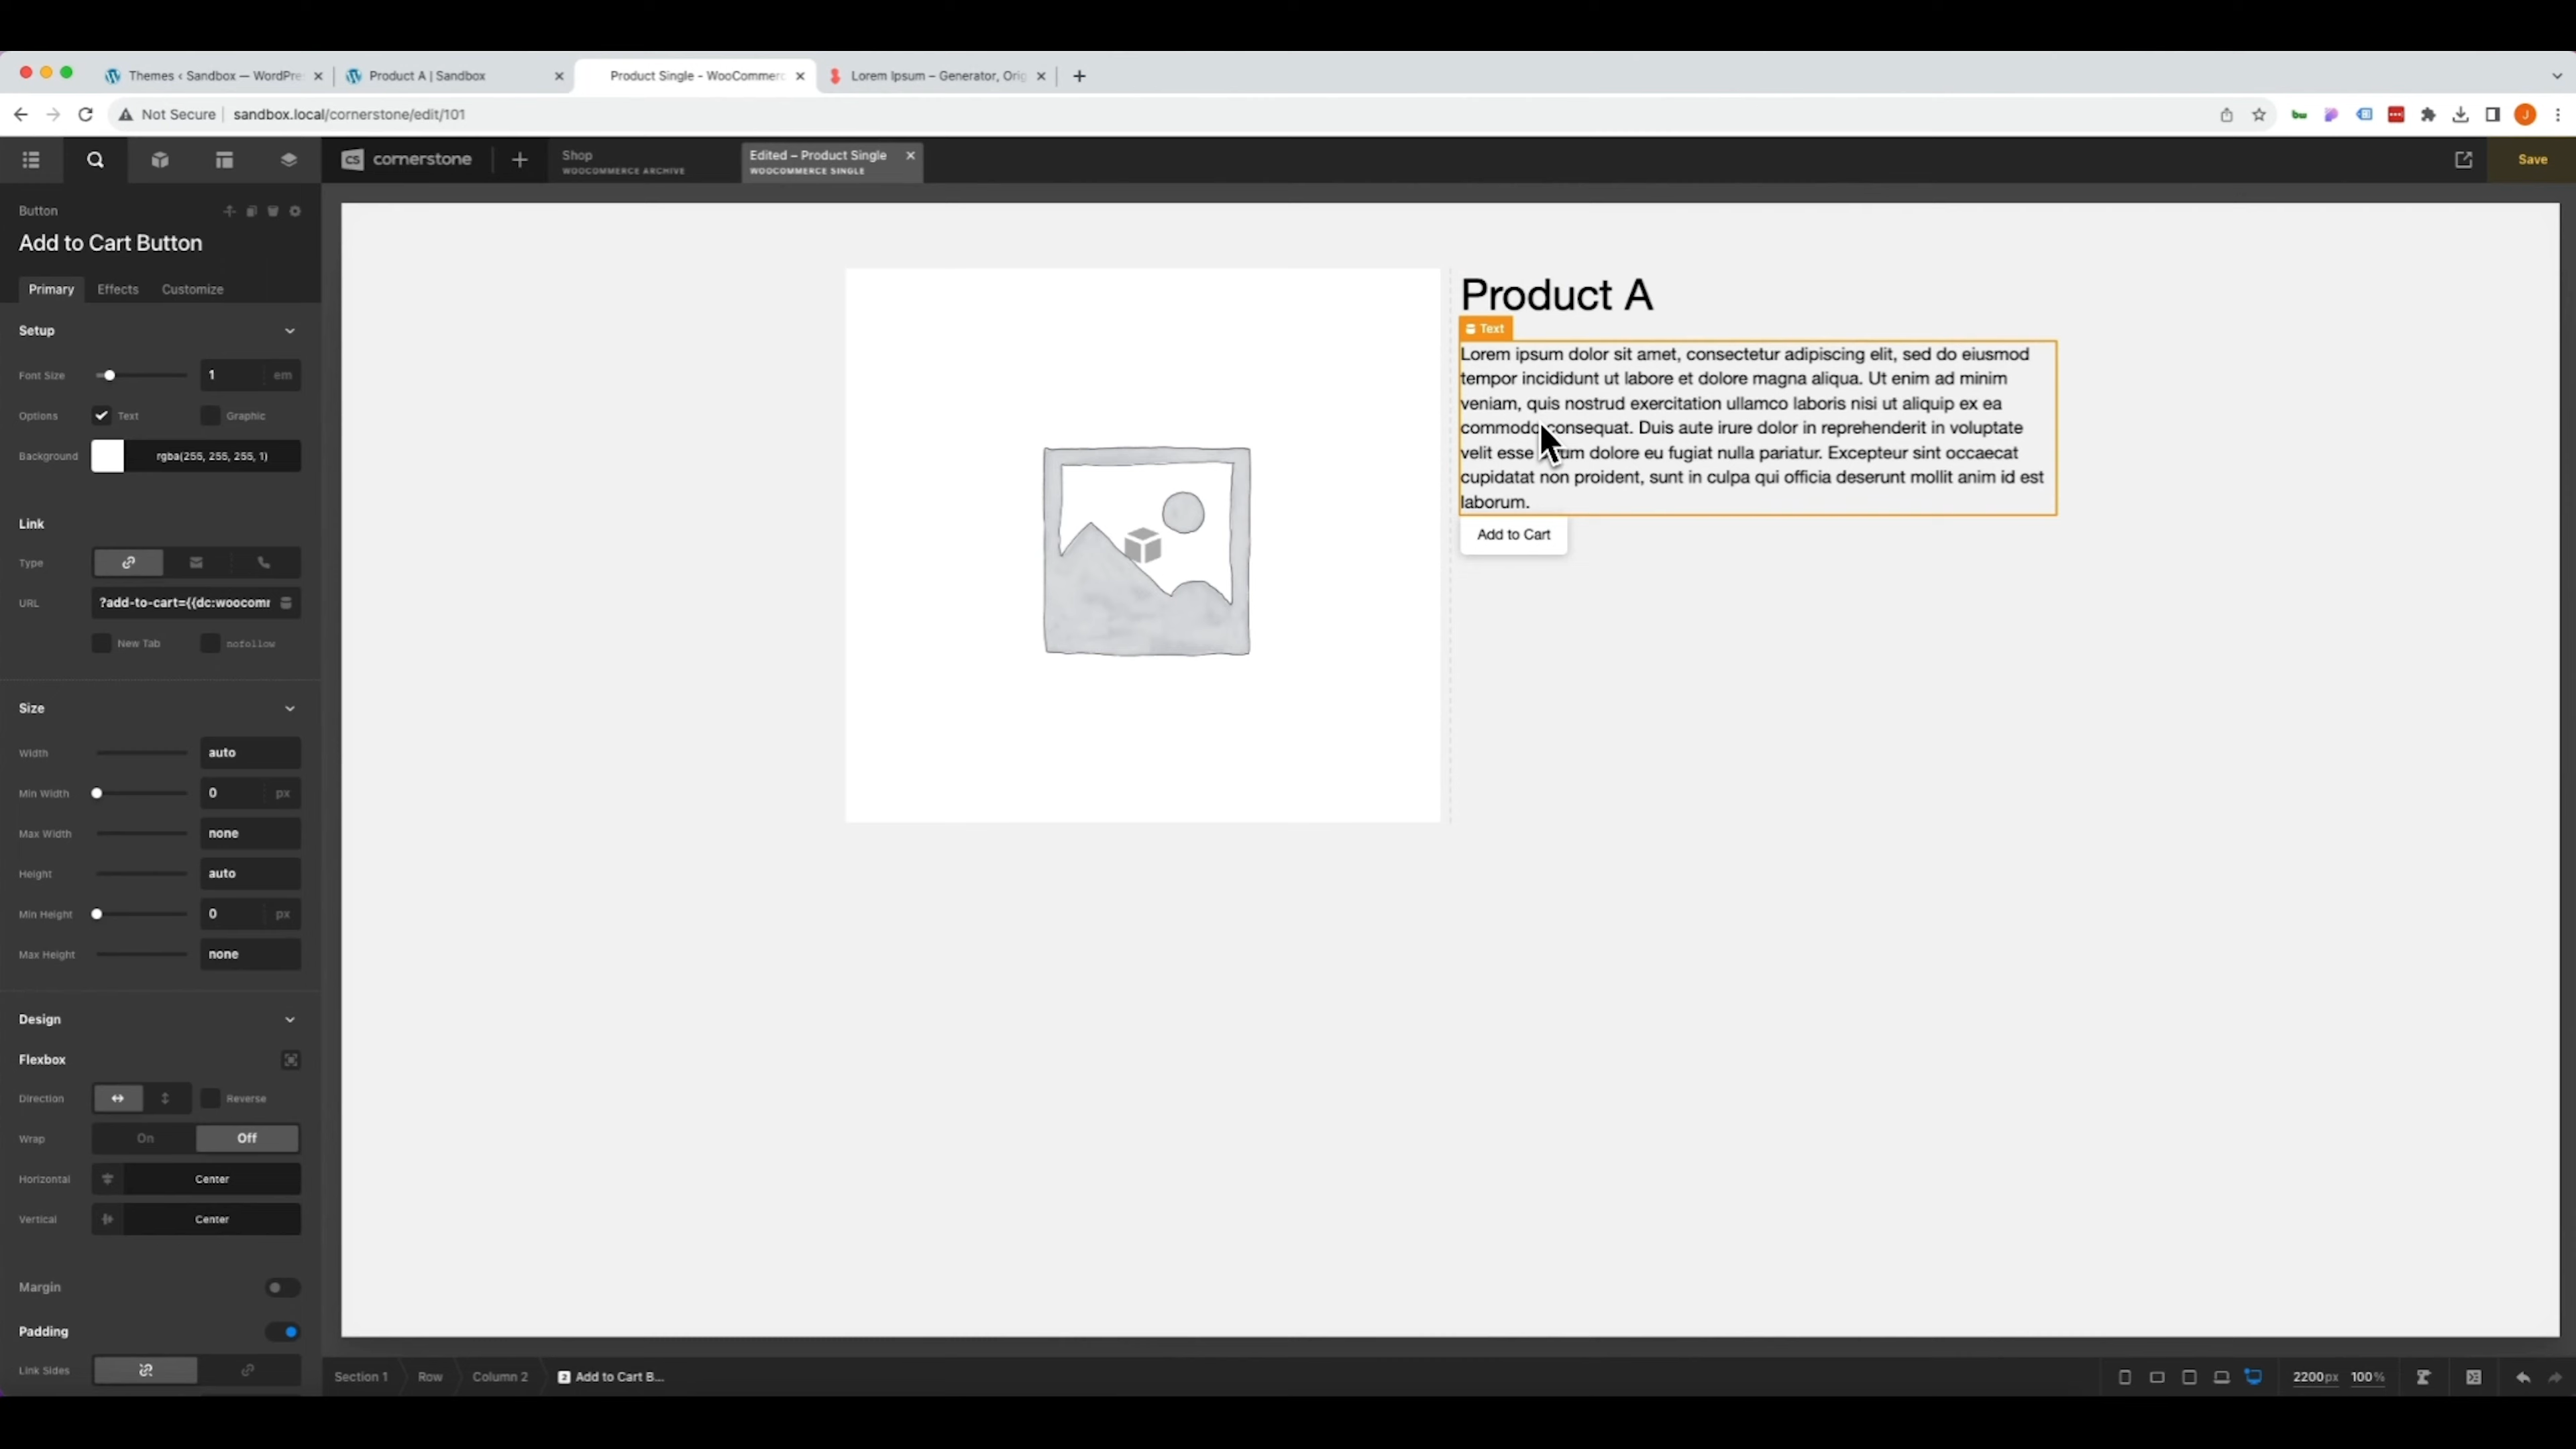 Themes ‹ Sandbox — WordPre
Product A | Sandbox
Product Single - WooCommerc
Lorem Ipsum – Generator, Orig
Not Secure
sandbox.local/cornerstone/edit/101
J
cs cornerstone
Shop
WOOCOMMERCE ARCHIVE
Edited – Product Single
WOOCOMMERCE SINGLE
Save
Button
Add to Cart Button
Primary
Effects
Customize
Setup
Font Size
1
em
Options
Text
Graphic
Background
rgba(255, 255, 255, 1)
Link
Type
URL
?add-to-cart={{dc:woocomr
New Tab
nofollow
Size
Width
auto
Min Width
0
px
Max Width
none
Height
auto
Min Height
0
px
Max Height
none
Design
Flexbox
Direction
Reverse
Wrap
On
Off
Horizontal
Center
Vertical
Center
Margin
Padding
Link Sides
Product A
Text
Lorem ipsum dolor sit amet, consectetur adipiscing elit, sed do eiusmod
tempor incididunt ut labore et dolore magna aliqua. Ut enim ad minim
veniam, quis nostrud exercitation ullamco laboris nisi ut aliquip ex ea
commodo consequat. Duis aute irure dolor in reprehenderit in voluptate
velit esse dolore eu fugiat nulla pariatur. Excepteur sint occaecat
cupidatat non proident, sunt in culpa qui officia deserunt mollit anim id est
laborum.
Add to Cart
Section 1
Row
Column 2
2 Add to Cart B...
2200px
100%